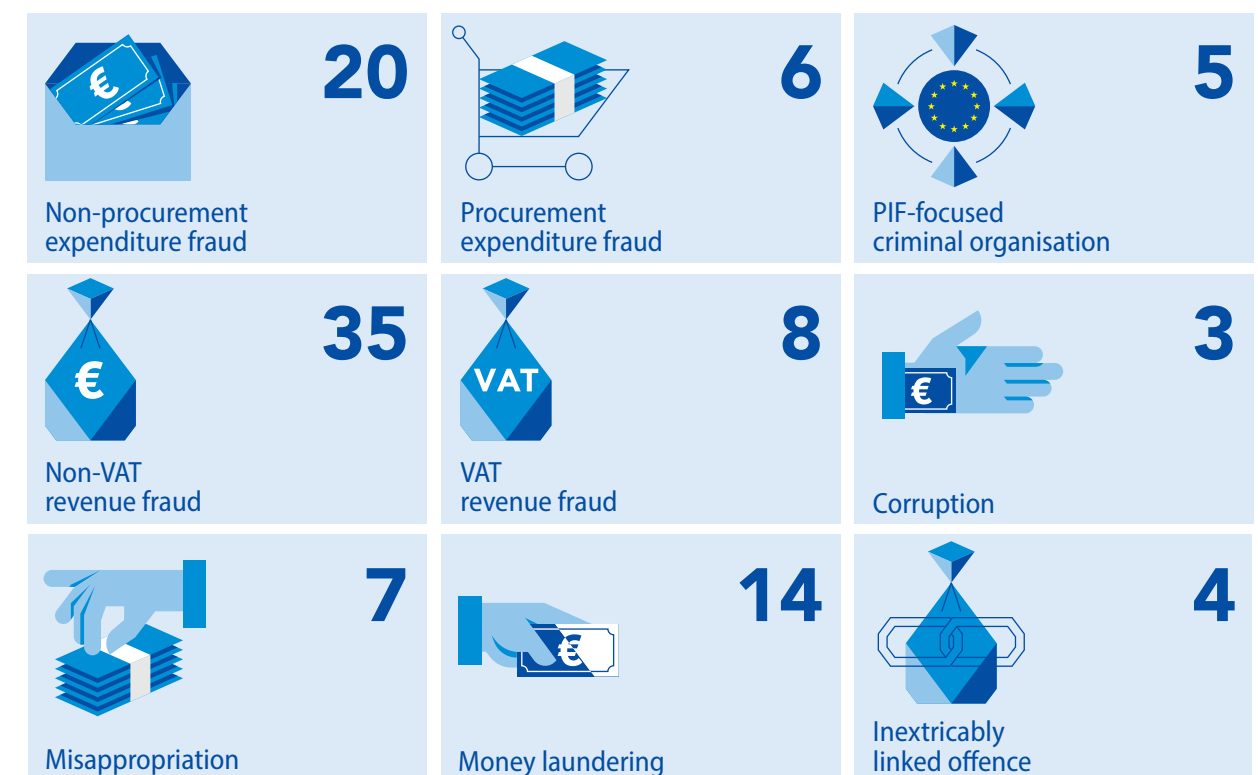 20
Non-procurement
expenditure fraud
6
Procurement
expenditure fraud
5
PIF-focused
criminal organisation
€
35
Non-VAT
revenue fraud
VAT
8
VAT
revenue fraud
€
3
Corruption
7
Misappropriation
€
14
Money laundering
4
Inextricably
linked offence